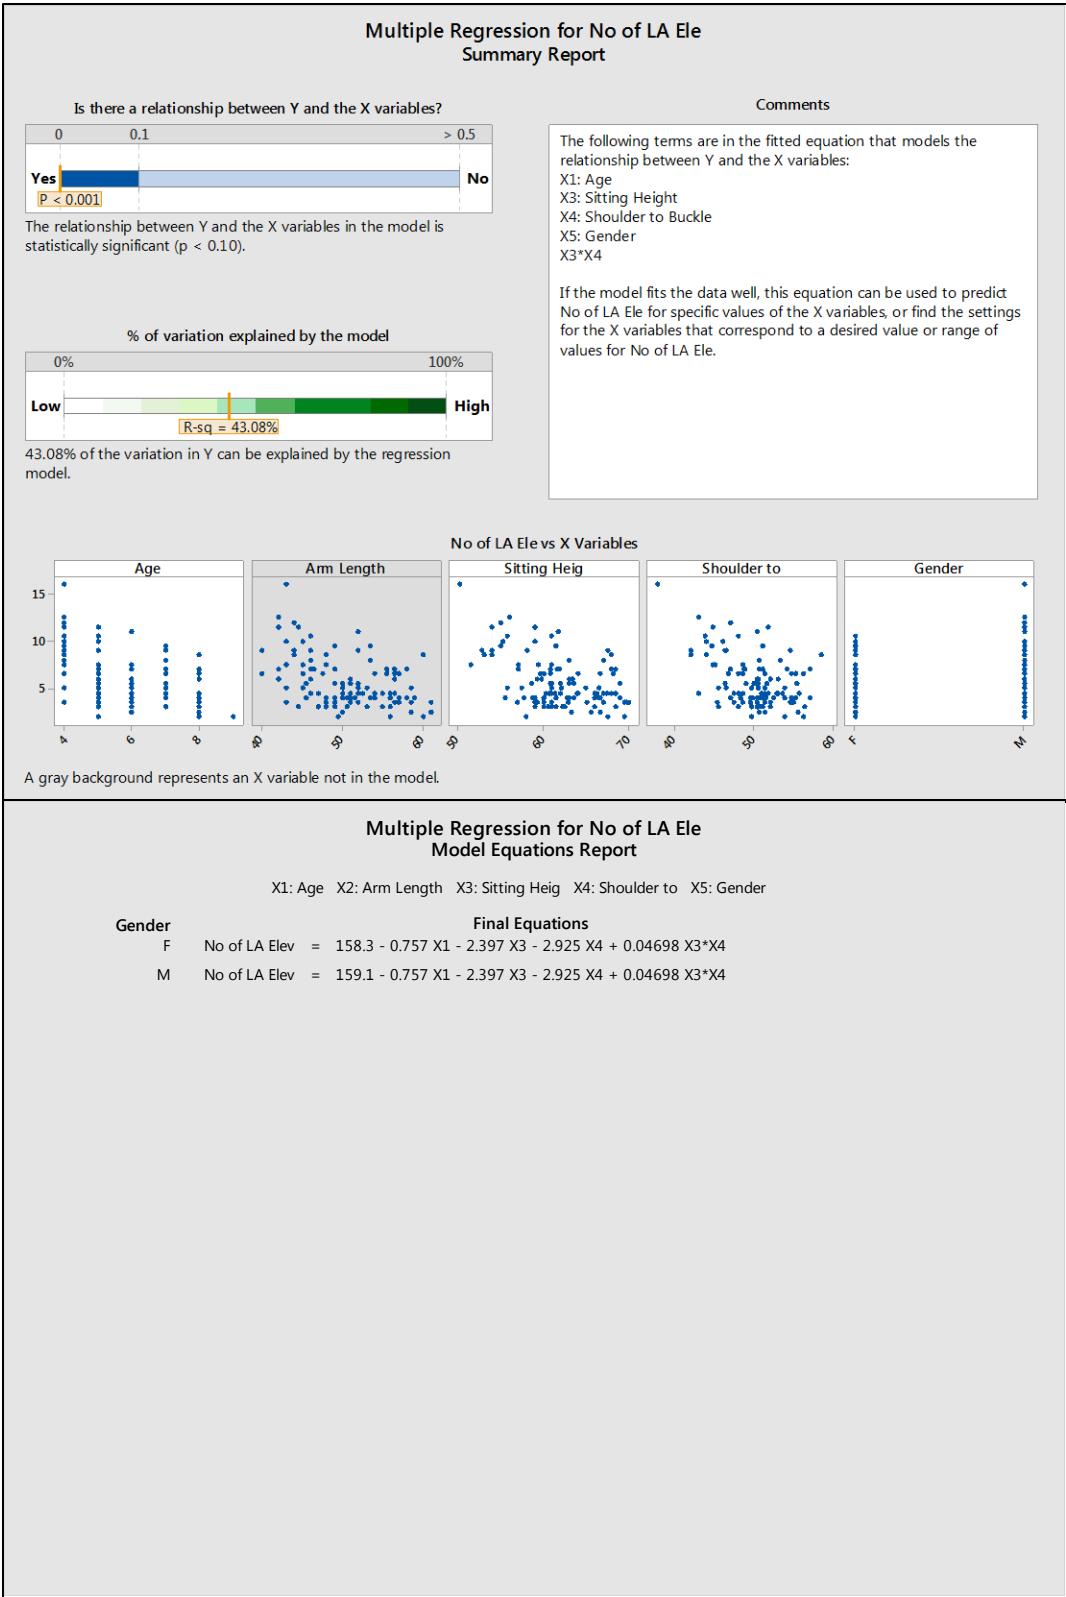 Multiple Regression for No of LA Ele
Summary Report
Is there a relationship between Y and the X variables?
0 0.1 > 0.5
Yes No
P < 0.001
The relationship between Y and the X variables in the model is
statistically significant (p < 0.10).
% of variation explained by the model
0% 100%
Low High
R-sq = 43.08%
43.08% of the variation in Y can be explained by the regression
model.
Comments
The following terms are in the fitted equation that models the
relationship between Y and the X variables:
X1: Age
X3: Sitting Height
X4: Shoulder to Buckle
X5: Gender
X3*X4
If the model fits the data well, this equation can be used to predict
No of LA Ele for specific values of the X variables, or find the settings
for the X variables that correspond to a desired value or range of
values for No of LA Ele.
No of LA Ele vs X Variables
Age Arm Length Sitting Heig Shoulder to Gender
15
10
5
4 6 8 40 50 60 50 60 70 40 50 60 F M
A gray background represents an X variable not in the model.
Multiple Regression for No of LA Ele
Model Equations Report
X1: Age X2: Arm Length X3: Sitting Heig X4: Shoulder to X5: Gender
Gender Final Equations
F No of LA Elev = 158.3 - 0.757 X1 - 2.397 X3 - 2.925 X4 + 0.04698 X3*X4
M No of LA Elev = 159.1 - 0.757 X1 - 2.397 X3 - 2.925 X4 + 0.04698 X3*X4